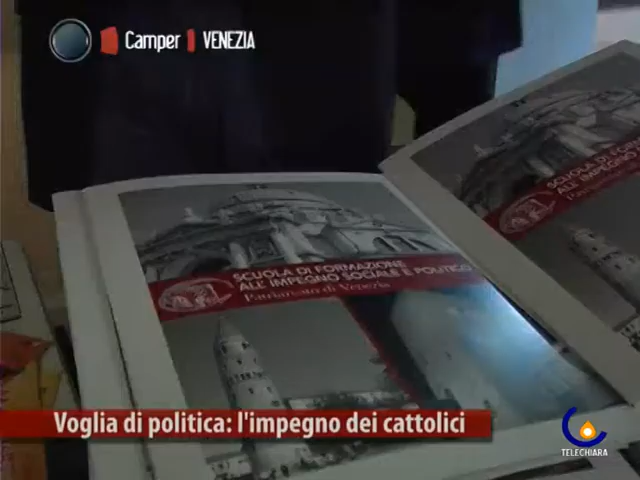 Camper VENEZIA
SCUOLA DI FORMAZIONE
ALL'IMPEGNO SOCIALE E POLITICO
Patriarcato di Venezia
SCUOLA DI FORMAZIONE
ALL'IMPEGNO
Patriarcato
Voglia di politica: l'impegno dei cattolici
TELECHIARA